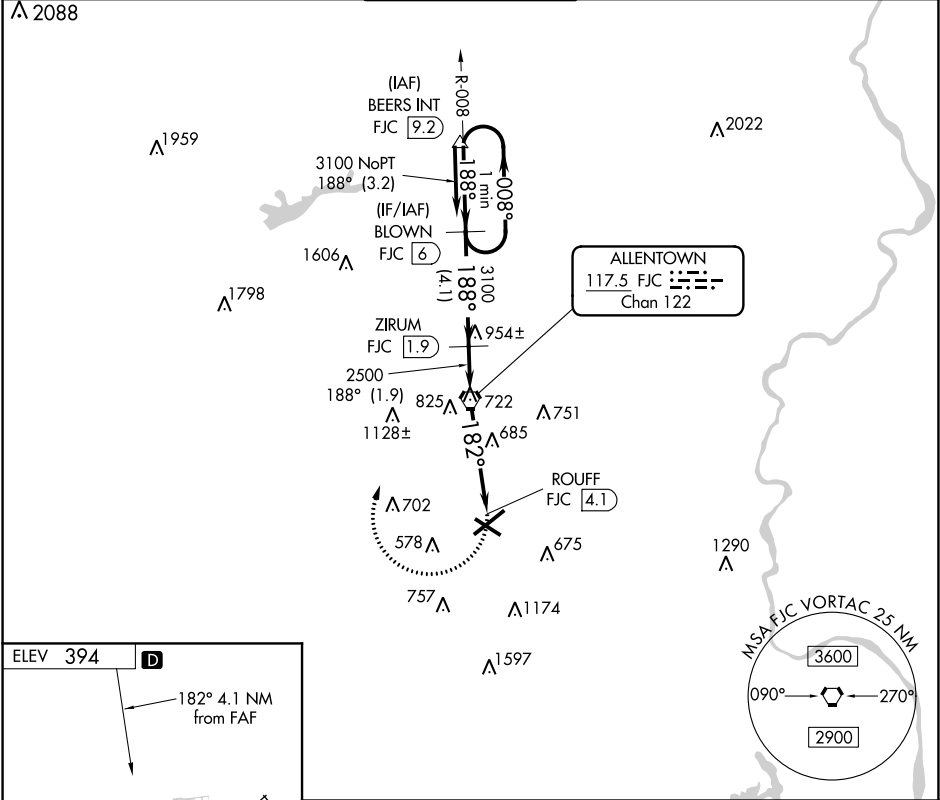 2088
(IAF)
BEERS INT
FJC 9.2
R-008
1959
2022
3100 NoPT
188° (3.2)
188°
1 min
008°
(IF/IAF)
BLOWN
FJC 6
1606
3100
188°
(4.1)
ALLENTOWN
117.5 FJC
Chan 122
1798
ZIRUM
FJC 1.9
954±
2500
188° (1.9)
825
722
751
1128±
685
182°
ROUFF
FJC 4.1
702
578
675
1290
757
1174
1597
MSA FJC VORTAC 25 NM
3600
090°
270°
2900
ELEV 394
D
182° 4.1 NM
from FAF